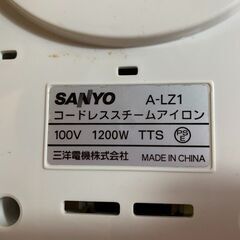 SANYO A-LZ1
コードレススチームアイロン
100V 1200W TTS PSE
三洋電機株式会社 MADE IN CHINA